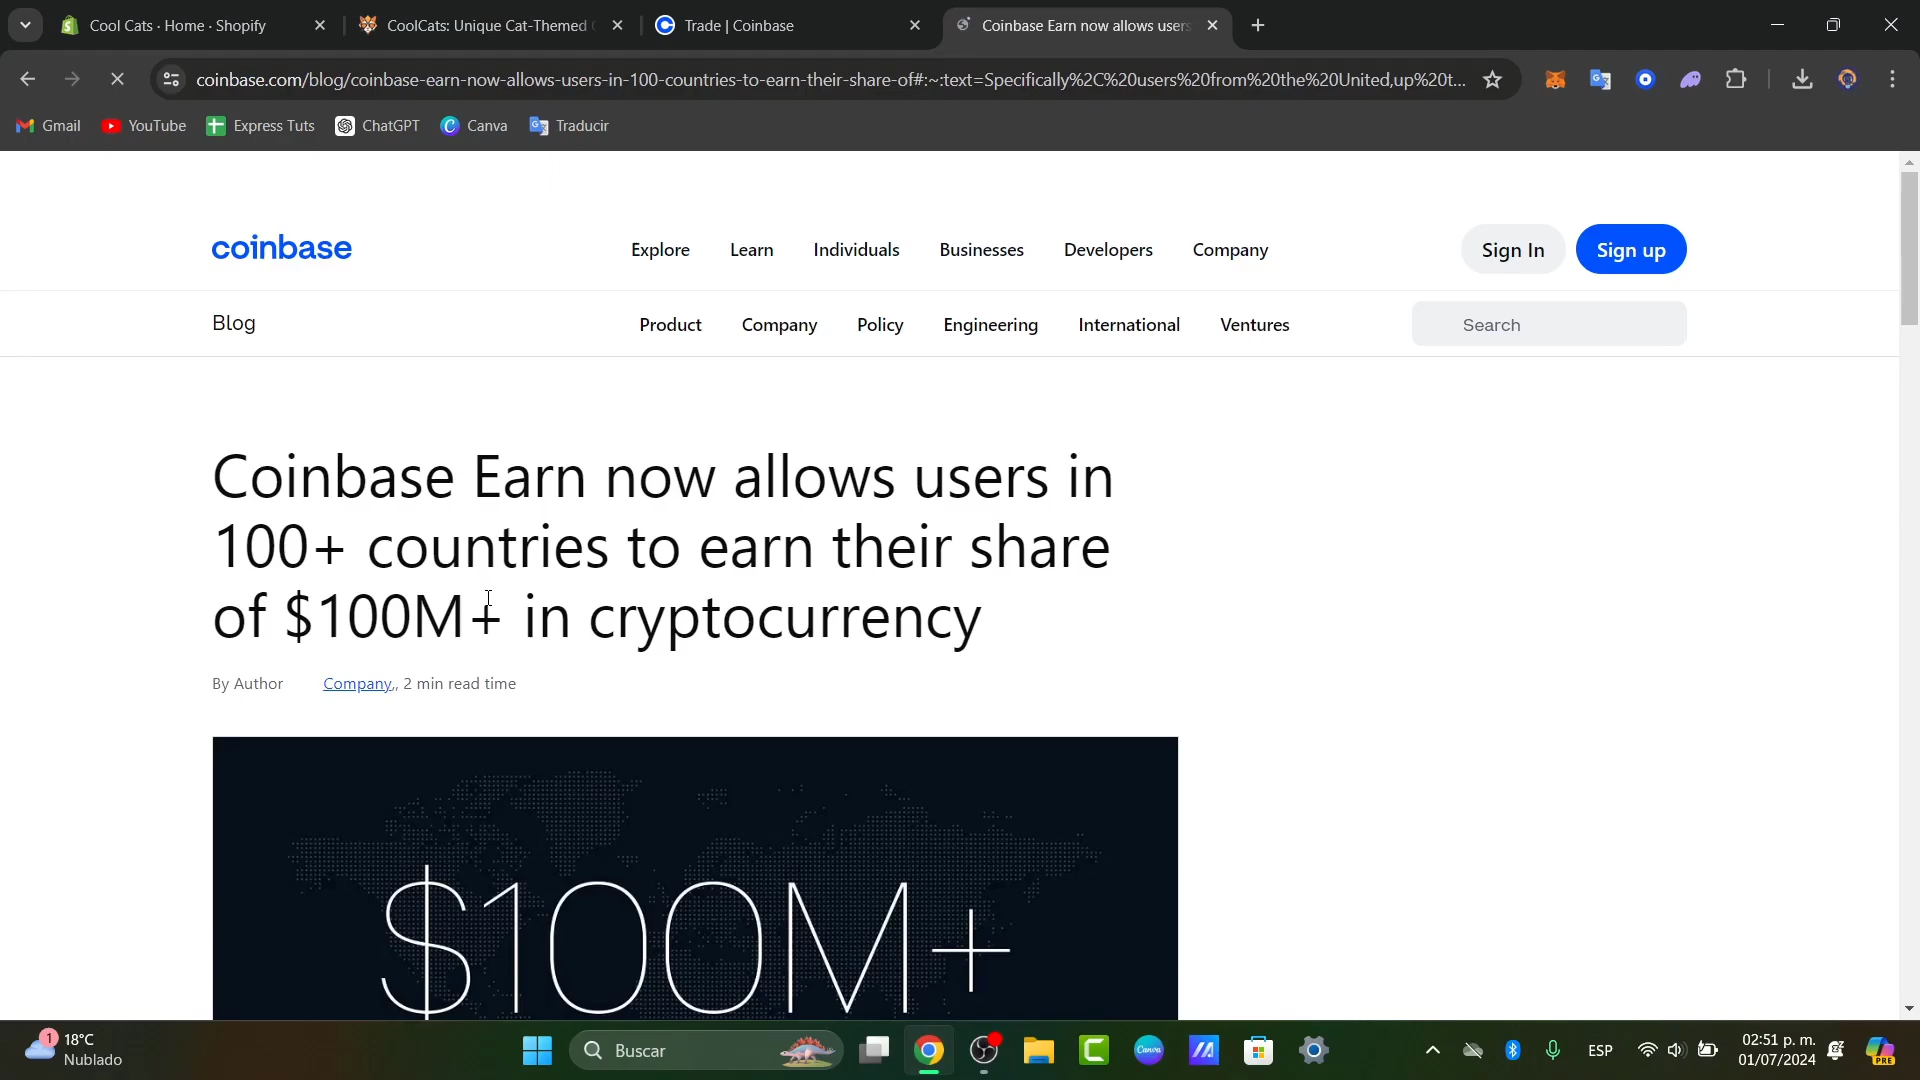 Cool Cats · Home · Shopify
CoolCats: Unique Cat-Themed
Trade | Coinbase
Coinbase Earn now allows users
coinbase.com/blog/coinbase-earn-now-allows-users-in-100-countries-to-earn-their-share-of#:~:text=Specifically%2C%20users%20from%20the%20United,up%20t...
Gmail
YouTube
Express Tuts
ChatGPT
Canva
Traducir
coinbase
Explore
Learn
Individuals
Businesses
Developers
Company
Sign In
Sign up
Blog
Product
Company
Policy
Engineering
International
Ventures
Search
Coinbase Earn now allows users in
100+ countries to earn their share
of $100M+ in cryptocurrency
By Author
Company,, 2 min read time
$100M+
1
18°C
Nublado
Buscar
Canva
ESP
02:51 p. m.
01/07/2024
PRE